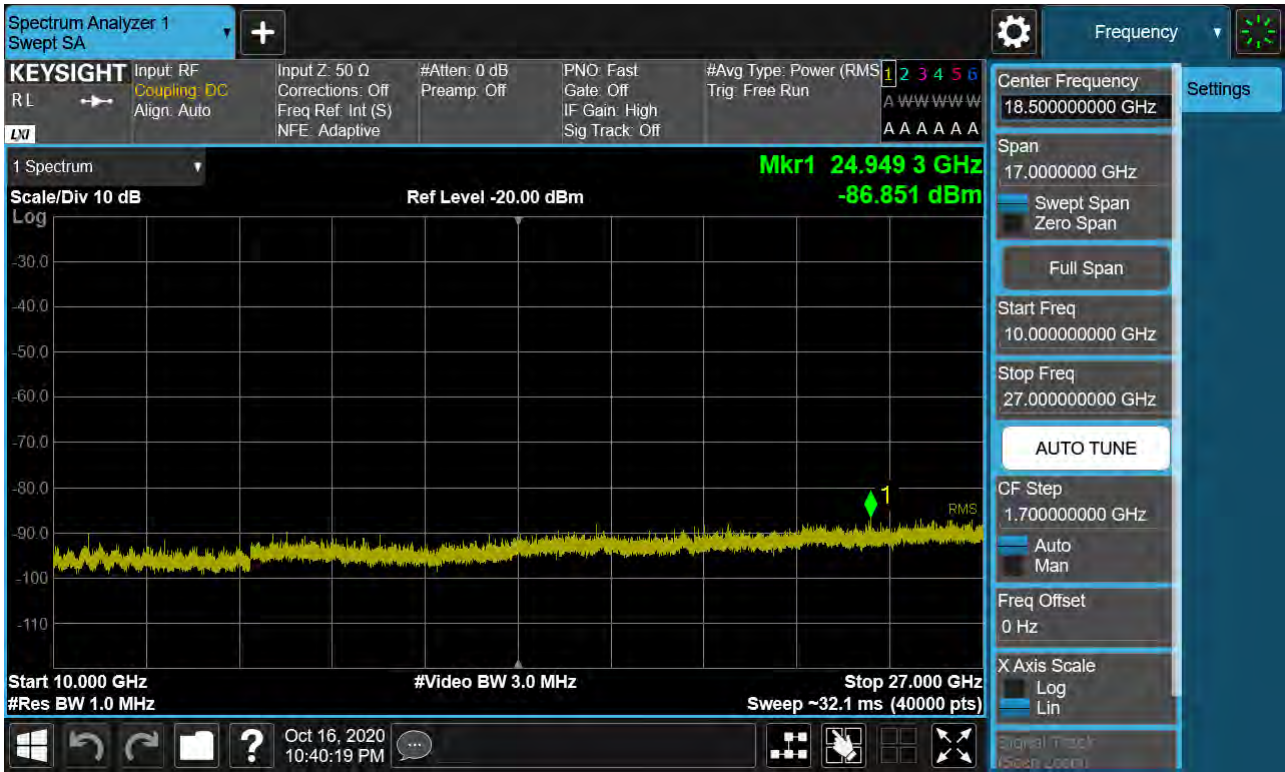 Spectrum Analyzer 1
Swept SA
+
Frequency
KEYSIGHT
RL
LXI
Input: RF
Coupling: DC
Align: Auto
Input Z: 50 Ω
Corrections: Off
Freq Ref: Int (S)
NFE: Adaptive
#Atten: 0 dB
Preamp: Off
PNO: Fast
Gate: Off
IF Gain: High
Sig Track: Off
#Avg Type: Power (RMS
Trig: Free Run
1 2 3 4 5 6
A W W W W W
A A A A A A
1 Spectrum
Scale/Div 10 dB
Log
Ref Level -20.00 dBm
Mkr1 24.949 3 GHz
-86.851 dBm
-30.0
-40.0
-50.0
-60.0
-70.0
-80.0
-90.0
-100
-110
1
RMS
Start 10.000 GHz
#Res BW 1.0 MHz
#Video BW 3.0 MHz
Stop 27.000 GHz
Sweep ~32.1 ms (40000 pts)
Center Frequency
18.500000000 GHz
Span
17.0000000 GHz
Swept Span
Zero Span
Full Span
Start Freq
10.000000000 GHz
Stop Freq
27.000000000 GHz
AUTO TUNE
CF Step
1.700000000 GHz
Auto
Man
Freq Offset
0 Hz
X Axis Scale
Log
Lin
Signal Track
(Span Zoom)
Settings
?
Oct 16, 2020
10:40:19 PM